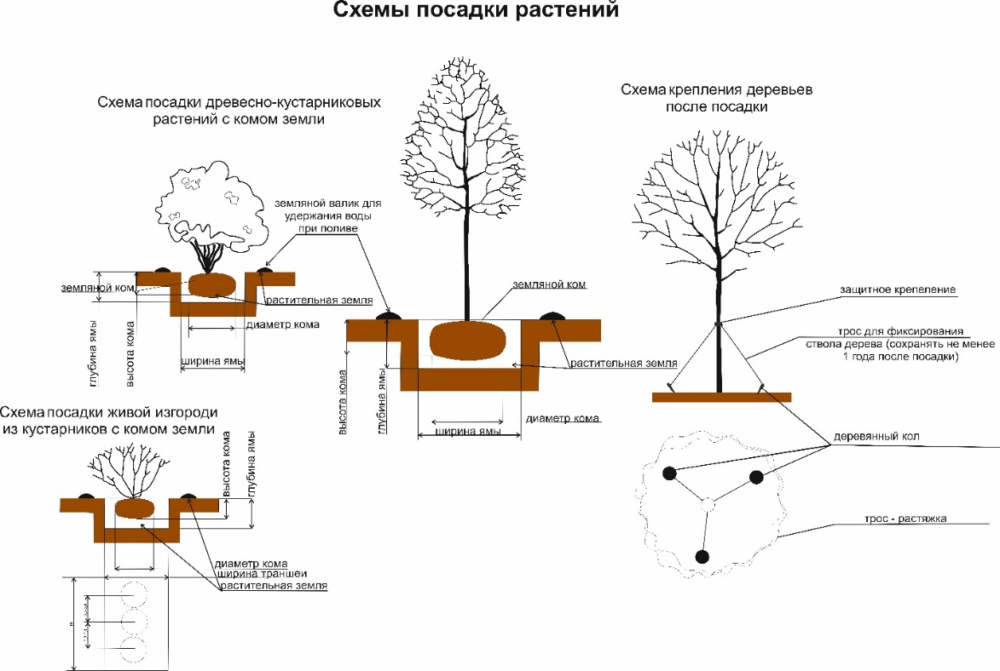 Схемы посадки растений
Схема посадки древесно-кустарниковых
растений с комом земли
земляной валик для
удержания воды
при поливе
земляной ком
растительная земля
диаметр кома
ширина ямы
глубина ямы
высота кома
земляной ком
растительная земля
диаметр кома
ширина ямы
высота кома
глубина ямы
Схема крепления деревьев
после посадки
защитное крепеление
трос для фиксирования
ствола дерева (сохранять не менее
1 года после посадки)
деревянный кол
трос - растяжка
Схема посадки живой изгороди
из кустарников с комом земли
высота кома
глубина ямы
диаметр кома
ширина траншеи
растительная земля